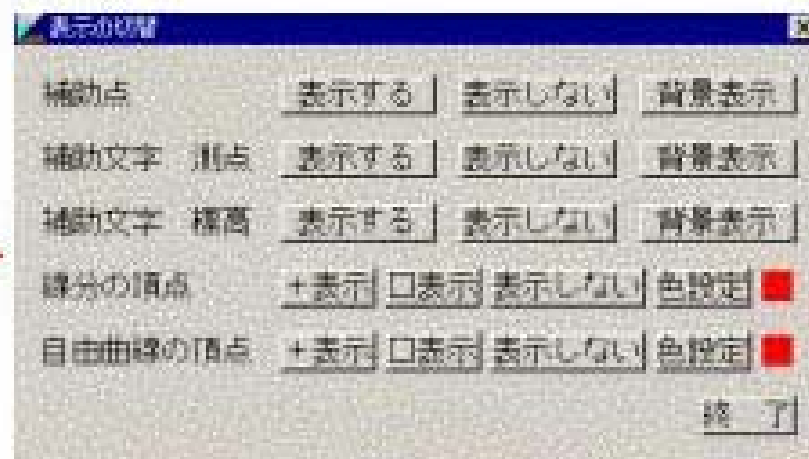 表示の切替
補助点 表示する 表示しない 背景表示
補助文字 測点 表示する 表示しない 背景表示
補助文字 標高 表示する 表示しない 背景表示
線分の頂点 +表示 口表示 表示しない 色設定
自由曲線の頂点 +表示 口表示 表示しない 色設定
終 了